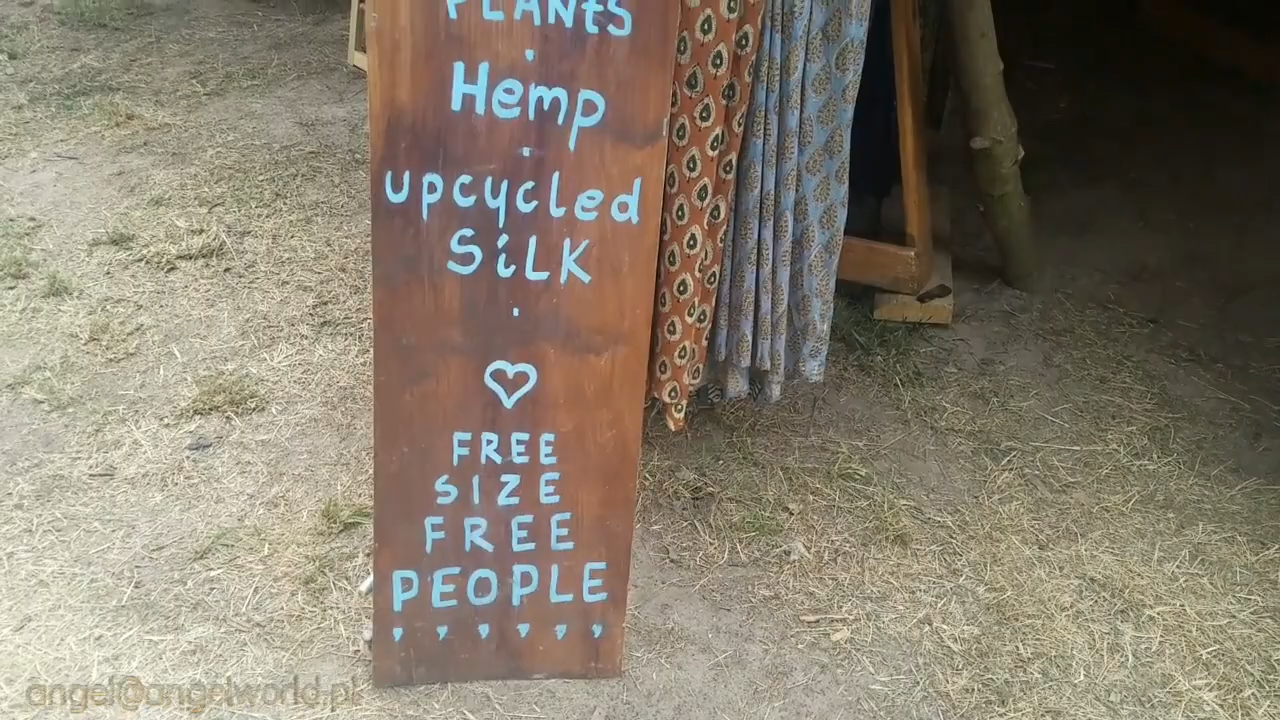 PLANTS
Hemp
upcycled
SiLK
FREE
SIZE
FREE
PEOPLE
angel@angelworld.pl